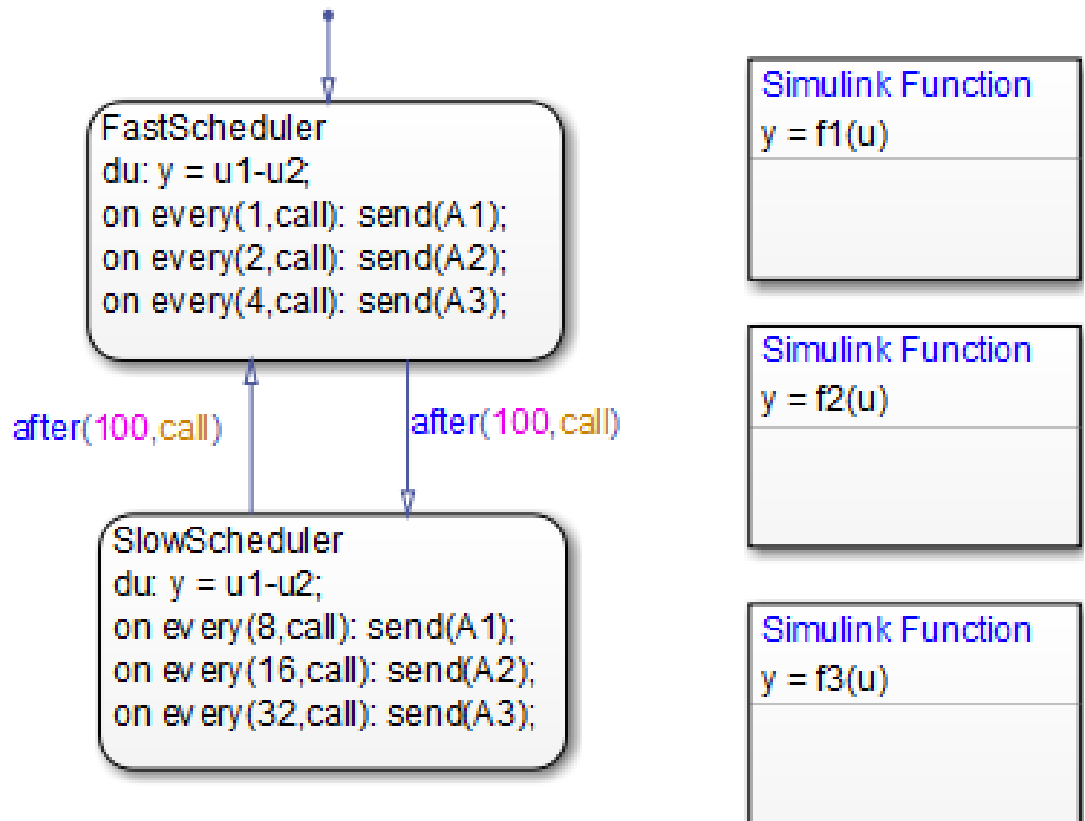 FastScheduler
du: y = u1-u2;
on every(1,call): send(A1);
on every(2,call): send(A2);
on every(4,call): send(A3);
after(100,call)
after(100,call)
SlowScheduler
du: y = u1-u2;
on every(8,call): send(A1);
on every(16,call): send(A2);
on every(32,call): send(A3);
Simulink Function
y = f1(u)
Simulink Function
y = f2(u)
Simulink Function
y = f3(u)